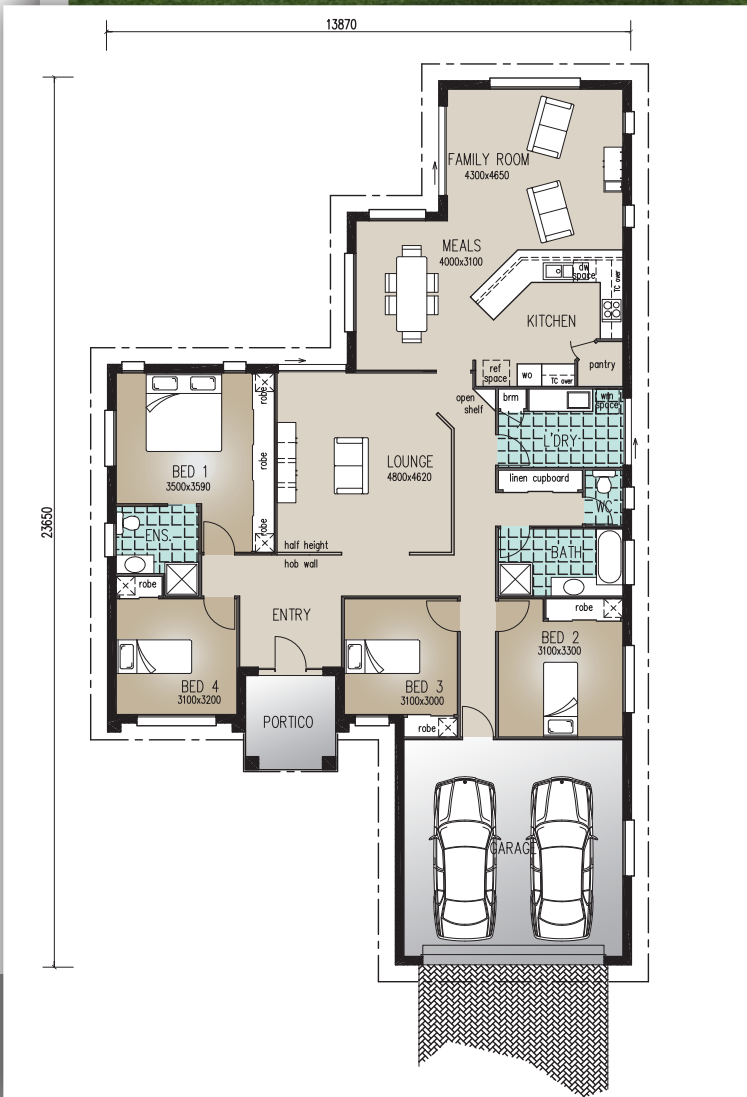 13870
23650
FAMILY ROOM
4300x4650
MEALS
4000x3100
dw
space
TC over
KITCHEN
pantry
ref
space
wo
TC over
open
shelf
brm
wm
space
L'DRY
robe
robe
robe
BED 1
3500x3590
LOUNGE
4800x4620
linen cupboard
WC
ENS.
half height
hob wall
BATH
robe
robe
ENTRY
BED 2
3100x3300
BED 4
3100x3200
BED 3
3100x3000
PORTICO
robe
GARAGE